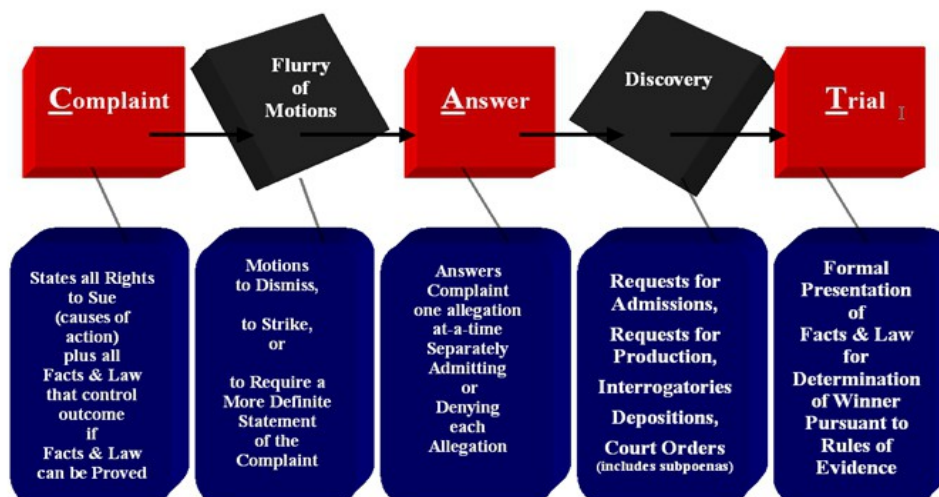 Complaint
Flurry
of
Motions
Answer
Discovery
Trial
States all Rights
to Sue
(causes of
action)
plus all
Facts & Law
that control
outcome
if
Facts & Law
can be Proved
Motions
to Dismiss,
to Strike,
or
to Require a
More Definite
Statement
of the
Complaint
Answers
Complaint
one allegation
at-a-time
Separately
Admitting
or
Denying
each
Allegation
Requests for
Admissions,
Requests for
Production,
Interrogatories
Depositions,
Court Orders
(includes subpoenas)
Formal
Presentation
of
Facts & Law
for
Determination
of Winner
Pursuant to
Rules of
Evidence